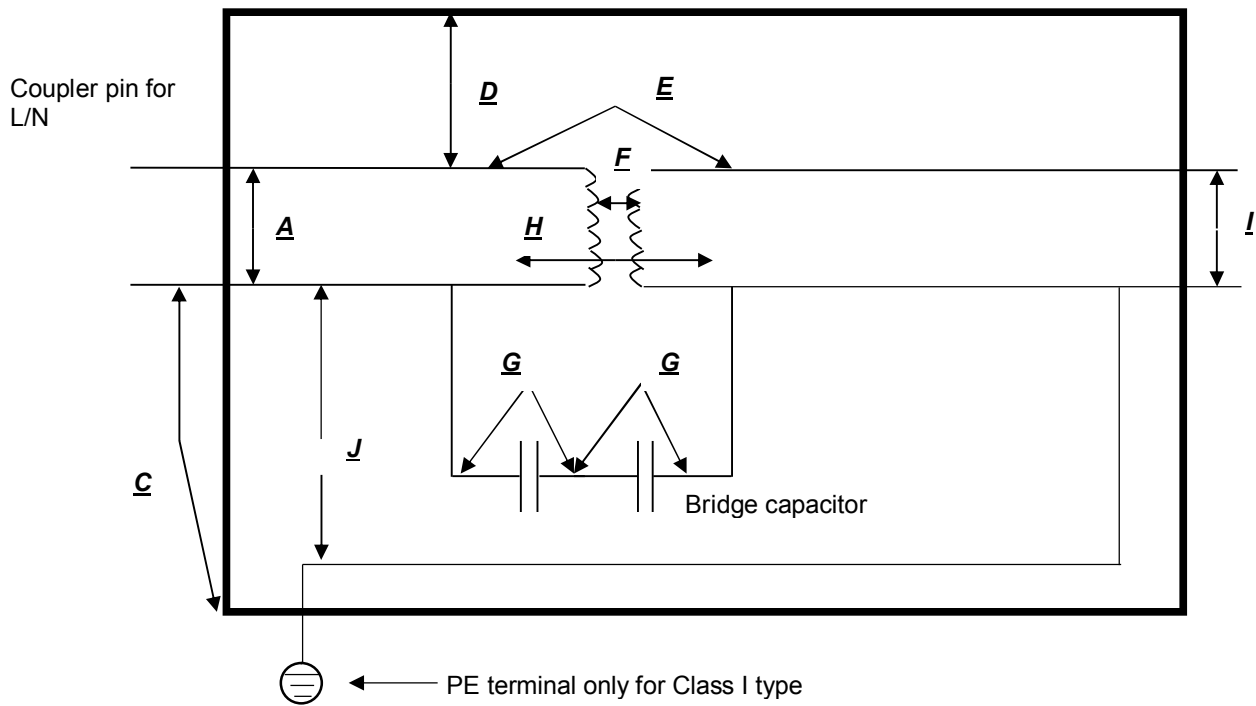 Coupler pin for
L/N
D
E
F
A
H
I
G
G
J
C
Bridge capacitor
PE terminal only for Class I type